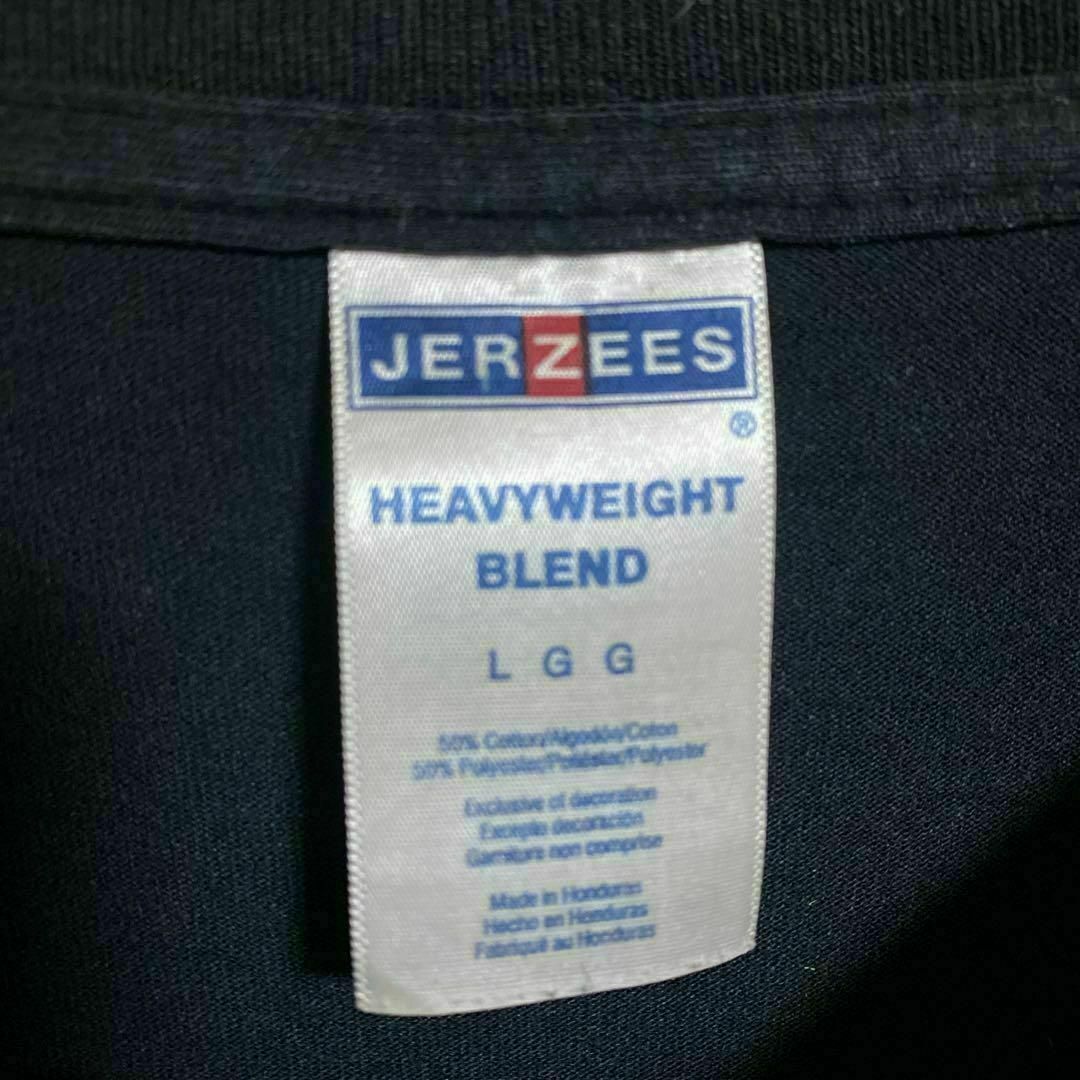 JERZEES
®
HEAVYWEIGHT
BLEND
L G G
50% Cotton/Algodón/Coton
50% Polyester/Poliéster/Polyester
Exclusive of decoration
Excepto decoración
Garniture non comprise
Made in Honduras
Hecho en Honduras
Fabriqué au Honduras